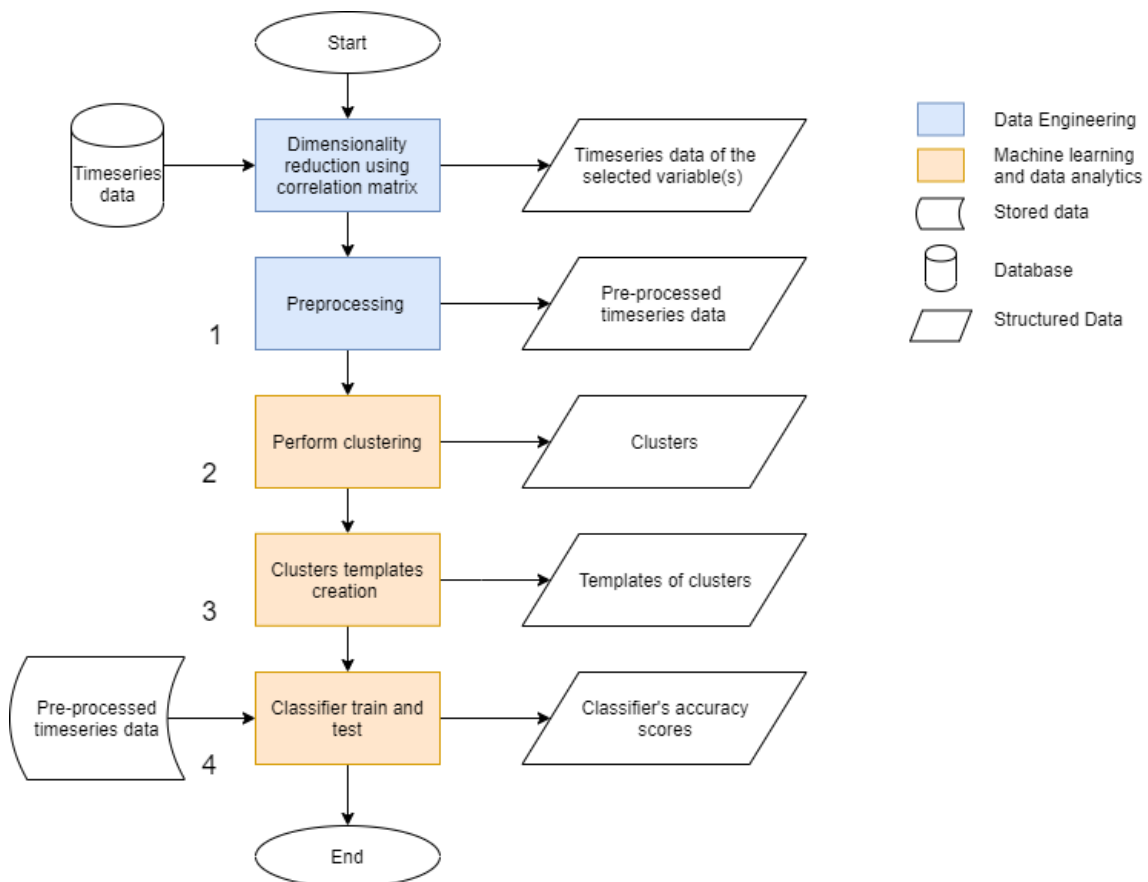 Start
Timeseries
data
Dimensionality
reduction using
correlation matrix
Timeseries data of the
selected variable(s)
Preprocessing
Pre-processed
timeseries data
1
Perform clustering
Clusters
2
Clusters templates
creation
Templates of clusters
3
Pre-processed
timeseries data
Classifier train and
test
Classifier's accuracy
scores
4
End
Data Engineering
Machine learning
and data analytics
Stored data
Database
Structured Data